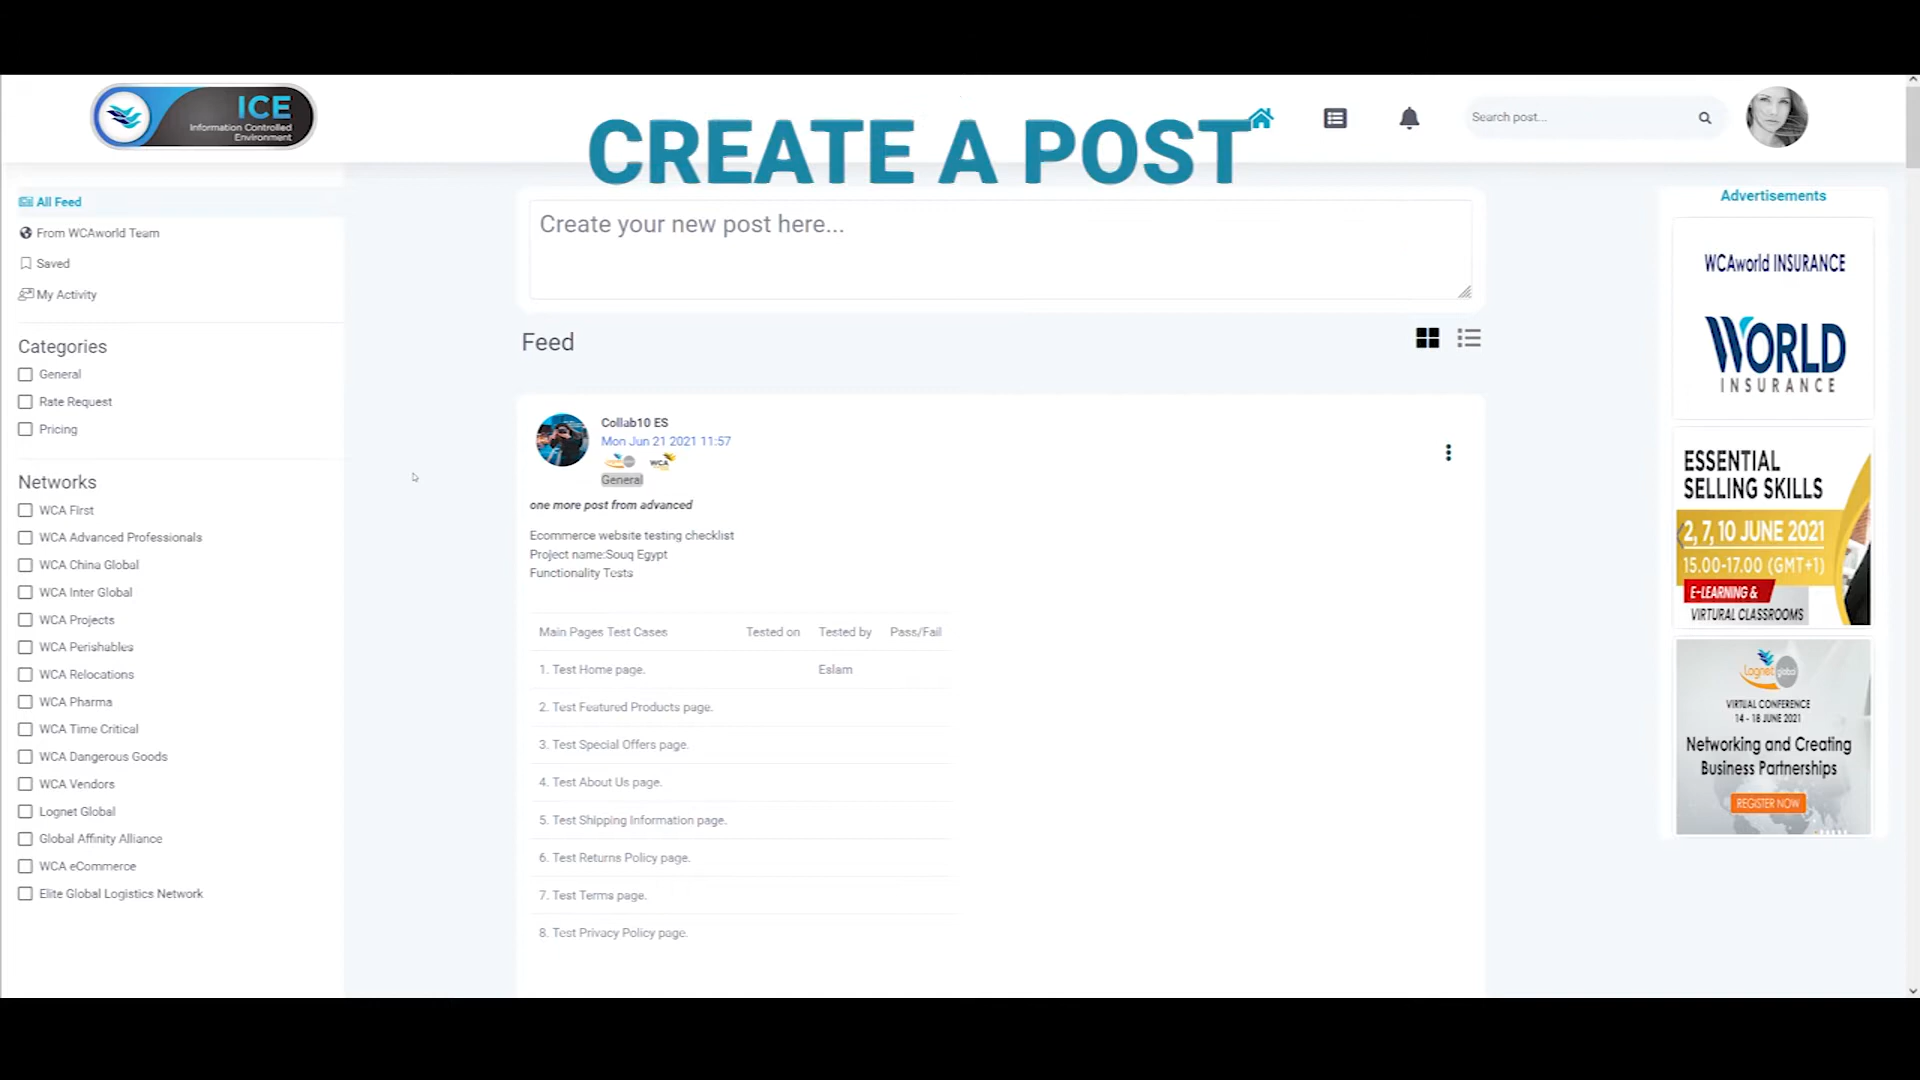 ICE
Information Controlled
Environment
CREATE A POST
Search post...
All Feed
From WCAworld Team
Saved
My Activity
Categories
General
Rate Request
Pricing
Networks
WCA First
WCA Advanced Professionals
WCA China Global
WCA Inter Global
WCA Projects
WCA Perishables
WCA Relocations
WCA Pharma
WCA Time Critical
WCA Dangerous Goods
WCA Vendors
Lognet Global
Global Affinity Alliance
WCA eCommerce
Elite Global Logistics Network
Create your new post here...
Feed
Collab10 ES
Mon Jun 21 2021 11:57
WCA
General
one more post from advanced
Ecommerce website testing checklist
Project name:Souq Egypt
Functionality Tests
Main Pages Test Cases Tested on Tested by Pass/Fail
1. Test Home page. Eslam
2. Test Featured Products page.
3. Test Special Offers page.
4. Test About Us page.
5. Test Shipping Information page.
6. Test Returns Policy page.
7. Test Terms page.
8. Test Privacy Policy page.
Advertisements
WCAworld INSURANCE
WORLD
INSURANCE
ESSENTIAL
SELLING SKILLS
2, 7, 10 JUNE 2021
15.00-17.00 (GMT+1)
E-LEARNING &
VIRTURAL CLASSROOMS
Lognet global
VIRTUAL CONFERENCE
14 - 18 JUNE 2021
Networking and Creating
Business Partnerships
REGISTER NOW